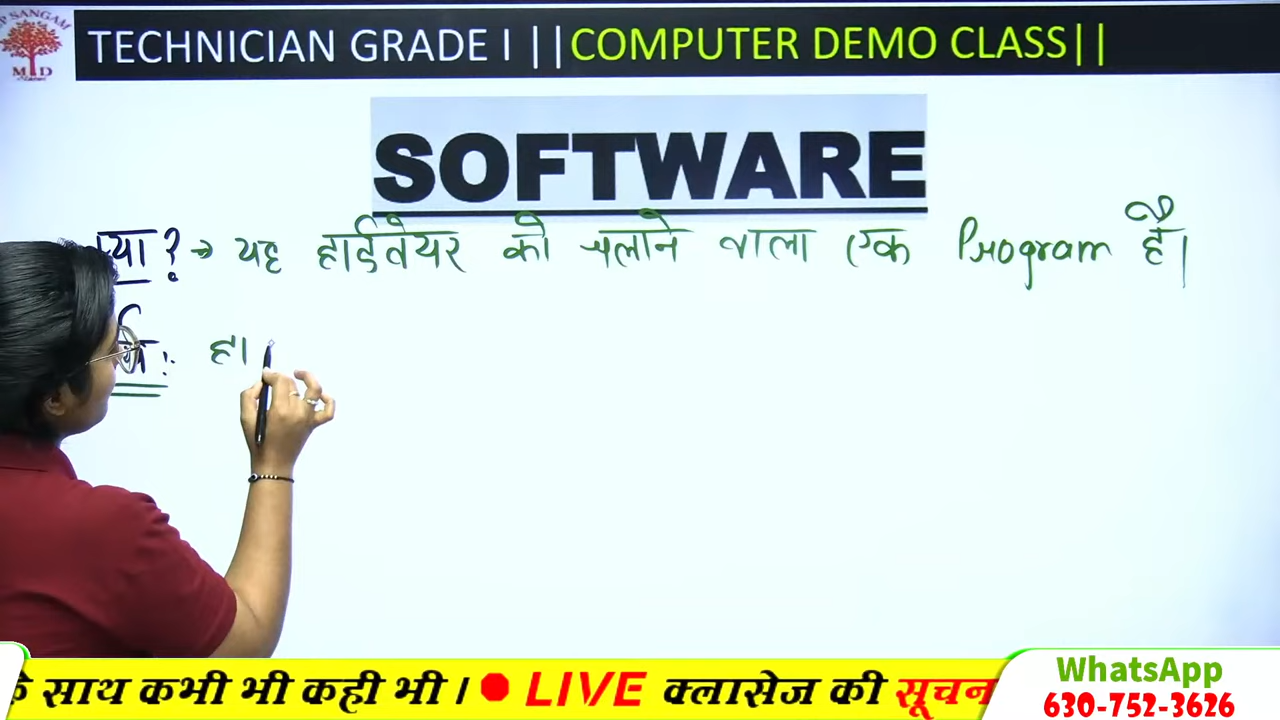 TECHNICIAN GRADE I ||COMPUTER DEMO CLASS||
SOFTWARE
? → यह हार्डवेयर को चलाने वाला एक Program है।
हा
साथ कभी भी कही भी । LIVE क्लासेज की
WhatsApp
630-752-3626